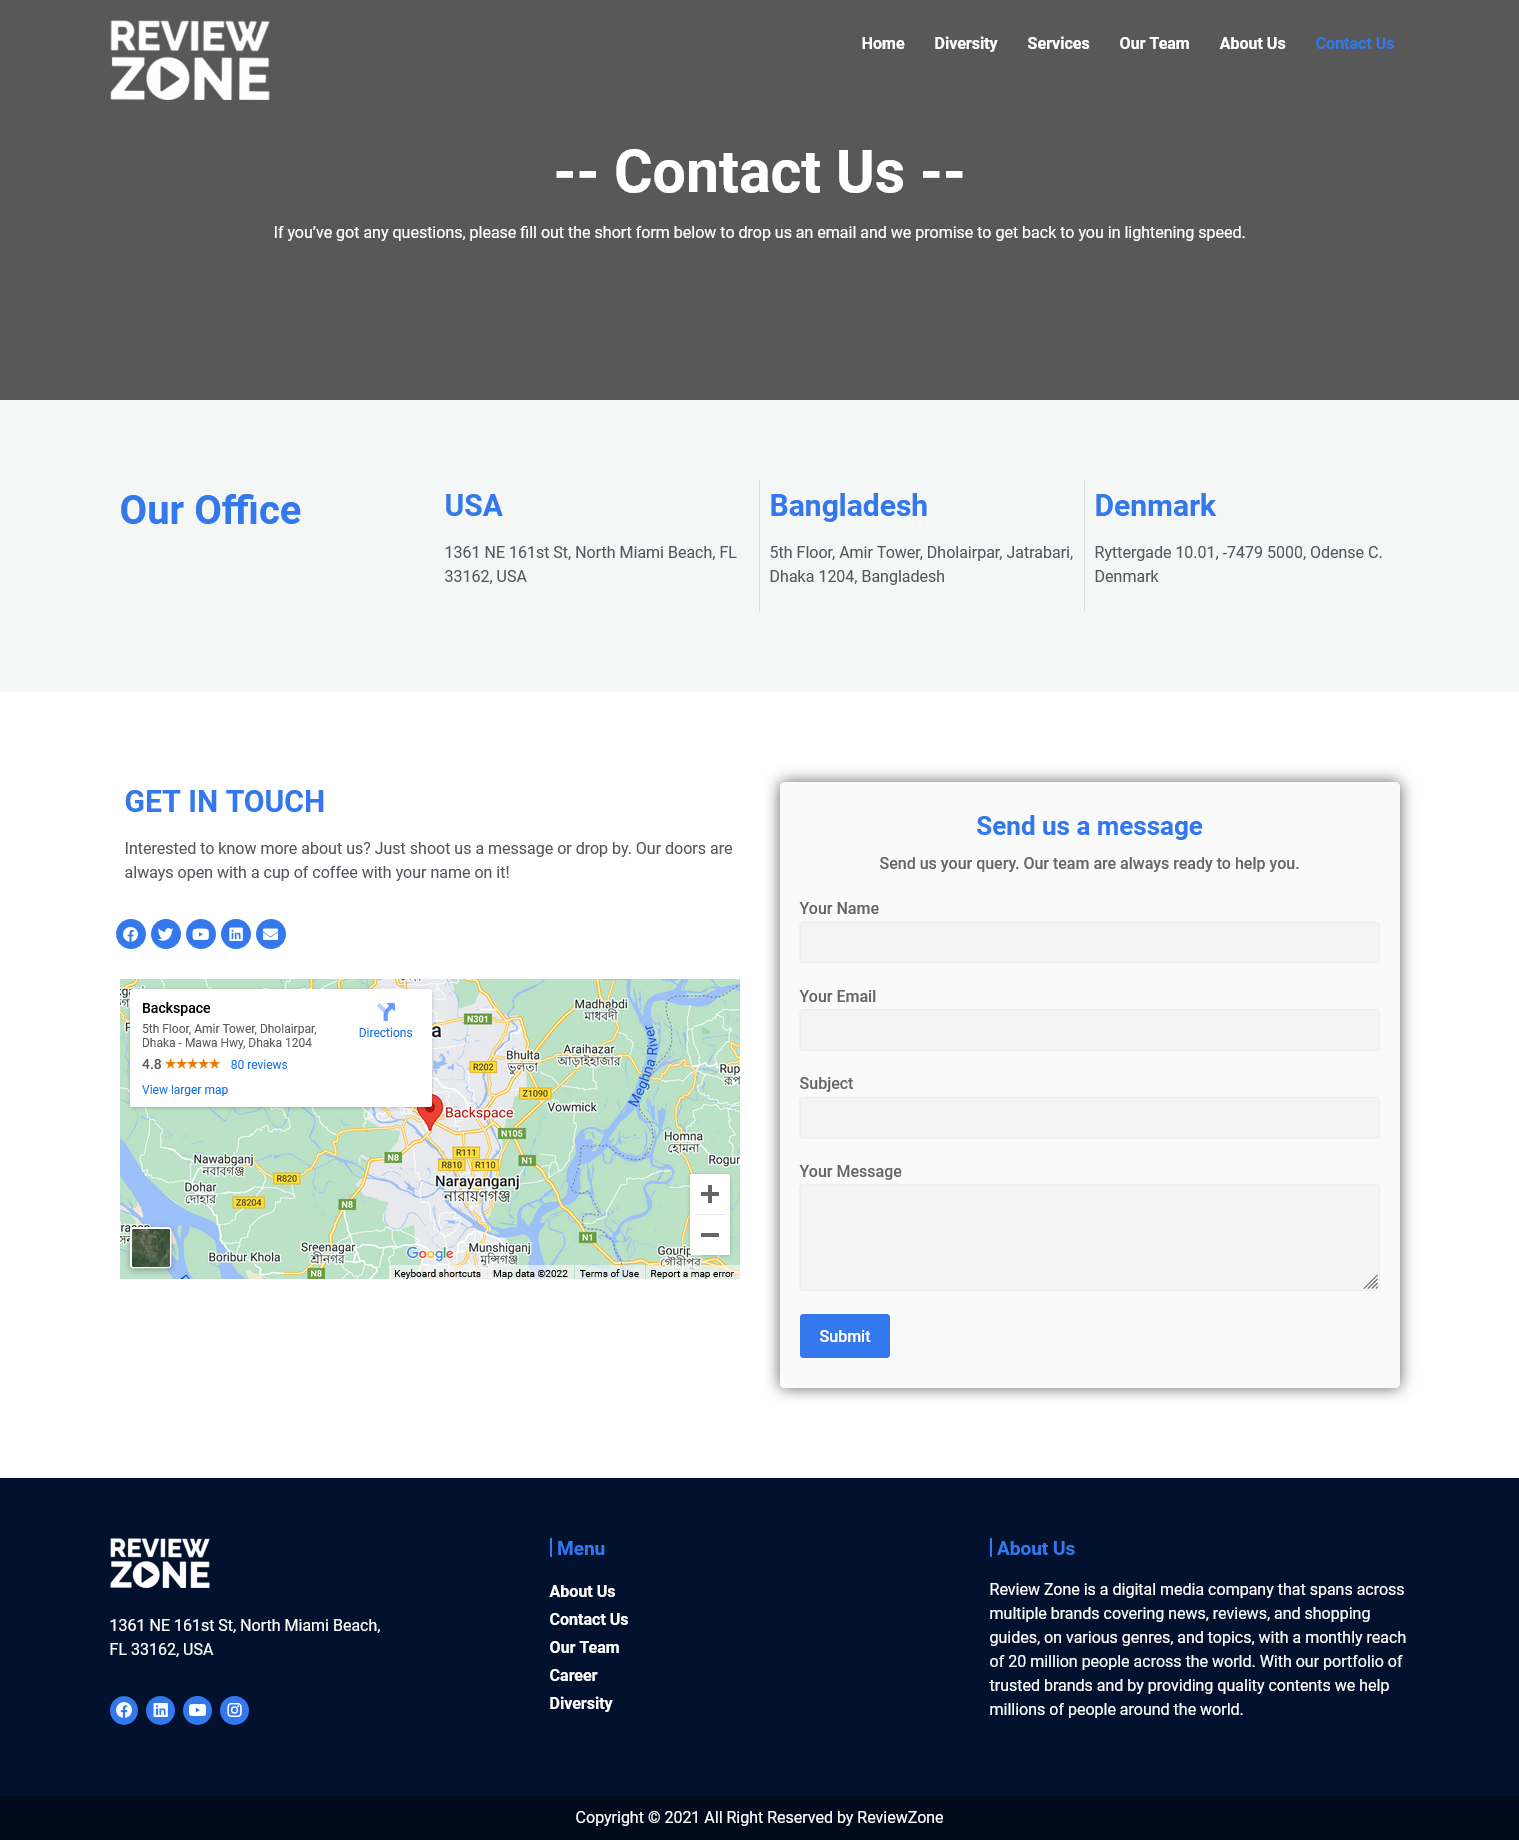 REVIEW
ZONE
Home Diversity Services Our Team About Us Contact Us
-- Contact Us --
If you’ve got any questions, please fill out the short form below to drop us an email and we promise to get back to you in lightening speed.
Our Office
USA
1361 NE 161st St, North Miami Beach, FL
33162, USA
Bangladesh
5th Floor, Amir Tower, Dholairpar, Jatrabari,
Dhaka 1204, Bangladesh
Denmark
Ryttergade 10.01, -7479 5000, Odense C.
Denmark
GET IN TOUCH
Interested to know more about us? Just shoot us a message or drop by. Our doors are
always open with a cup of coffee with your name on it!
Backspace
5th Floor, Amir Tower, Dholairpar,
Dhaka - Mawa Hwy, Dhaka 1204
4.8 ★★★★★ 80 reviews
View larger map
Directions
N301
Madhabdi
মাধবদী
Bhulta
ভুলতা
Araihazar
আড়াইহাজার
R202
Meghna River
Z1090
Vowmick
Backspace
N105
Homna
হোমনা
N8
R111
R810
R110
N1
Nawabganj
নবাবগঞ্জ
R820
Dohar
দোহার
Z8204
N8
Narayanganj
নারায়ণগঞ্জ
N1
Boribur Khola
Sreenagar
শ্রীনগর
Munshiganj
মুন্সিগঞ্জ
N8
Google
Keyboard shortcuts Map data ©2022 Terms of Use Report a map error
Send us a message
Send us your query. Our team are always ready to help you.
Your Name
Your Email
Subject
Your Message
Submit
REVIEW
ZONE
1361 NE 161st St, North Miami Beach,
FL 33162, USA
Menu
About Us
Contact Us
Our Team
Career
Diversity
About Us
Review Zone is a digital media company that spans across
multiple brands covering news, reviews, and shopping
guides, on various genres, and topics, with a monthly reach
of 20 million people across the world. With our portfolio of
trusted brands and by providing quality contents we help
millions of people around the world.
Copyright © 2021 All Right Reserved by ReviewZone